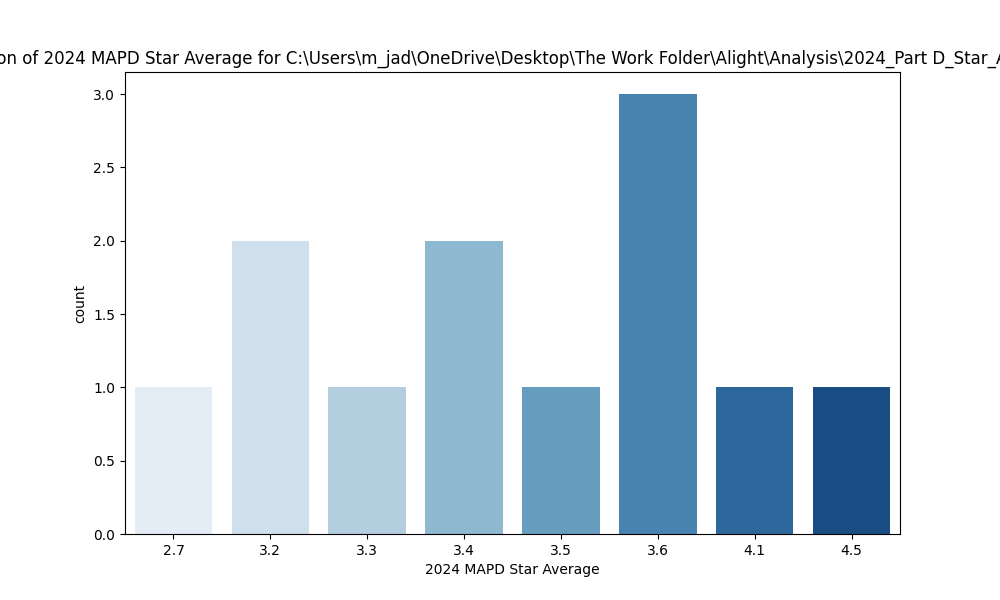 of 2024 MAPD Star Average for C:\Users\m_jad\OneDrive\Desktop\The Work Folder\Alight\Analysis\2024_Part D_Star_
3.0
2.5
2.0
1.5
1.0
0.5
0.0
count
2.7 3.2 3.3 3.4 3.5 3.6 4.1 4.5
2024 MAPD Star Average